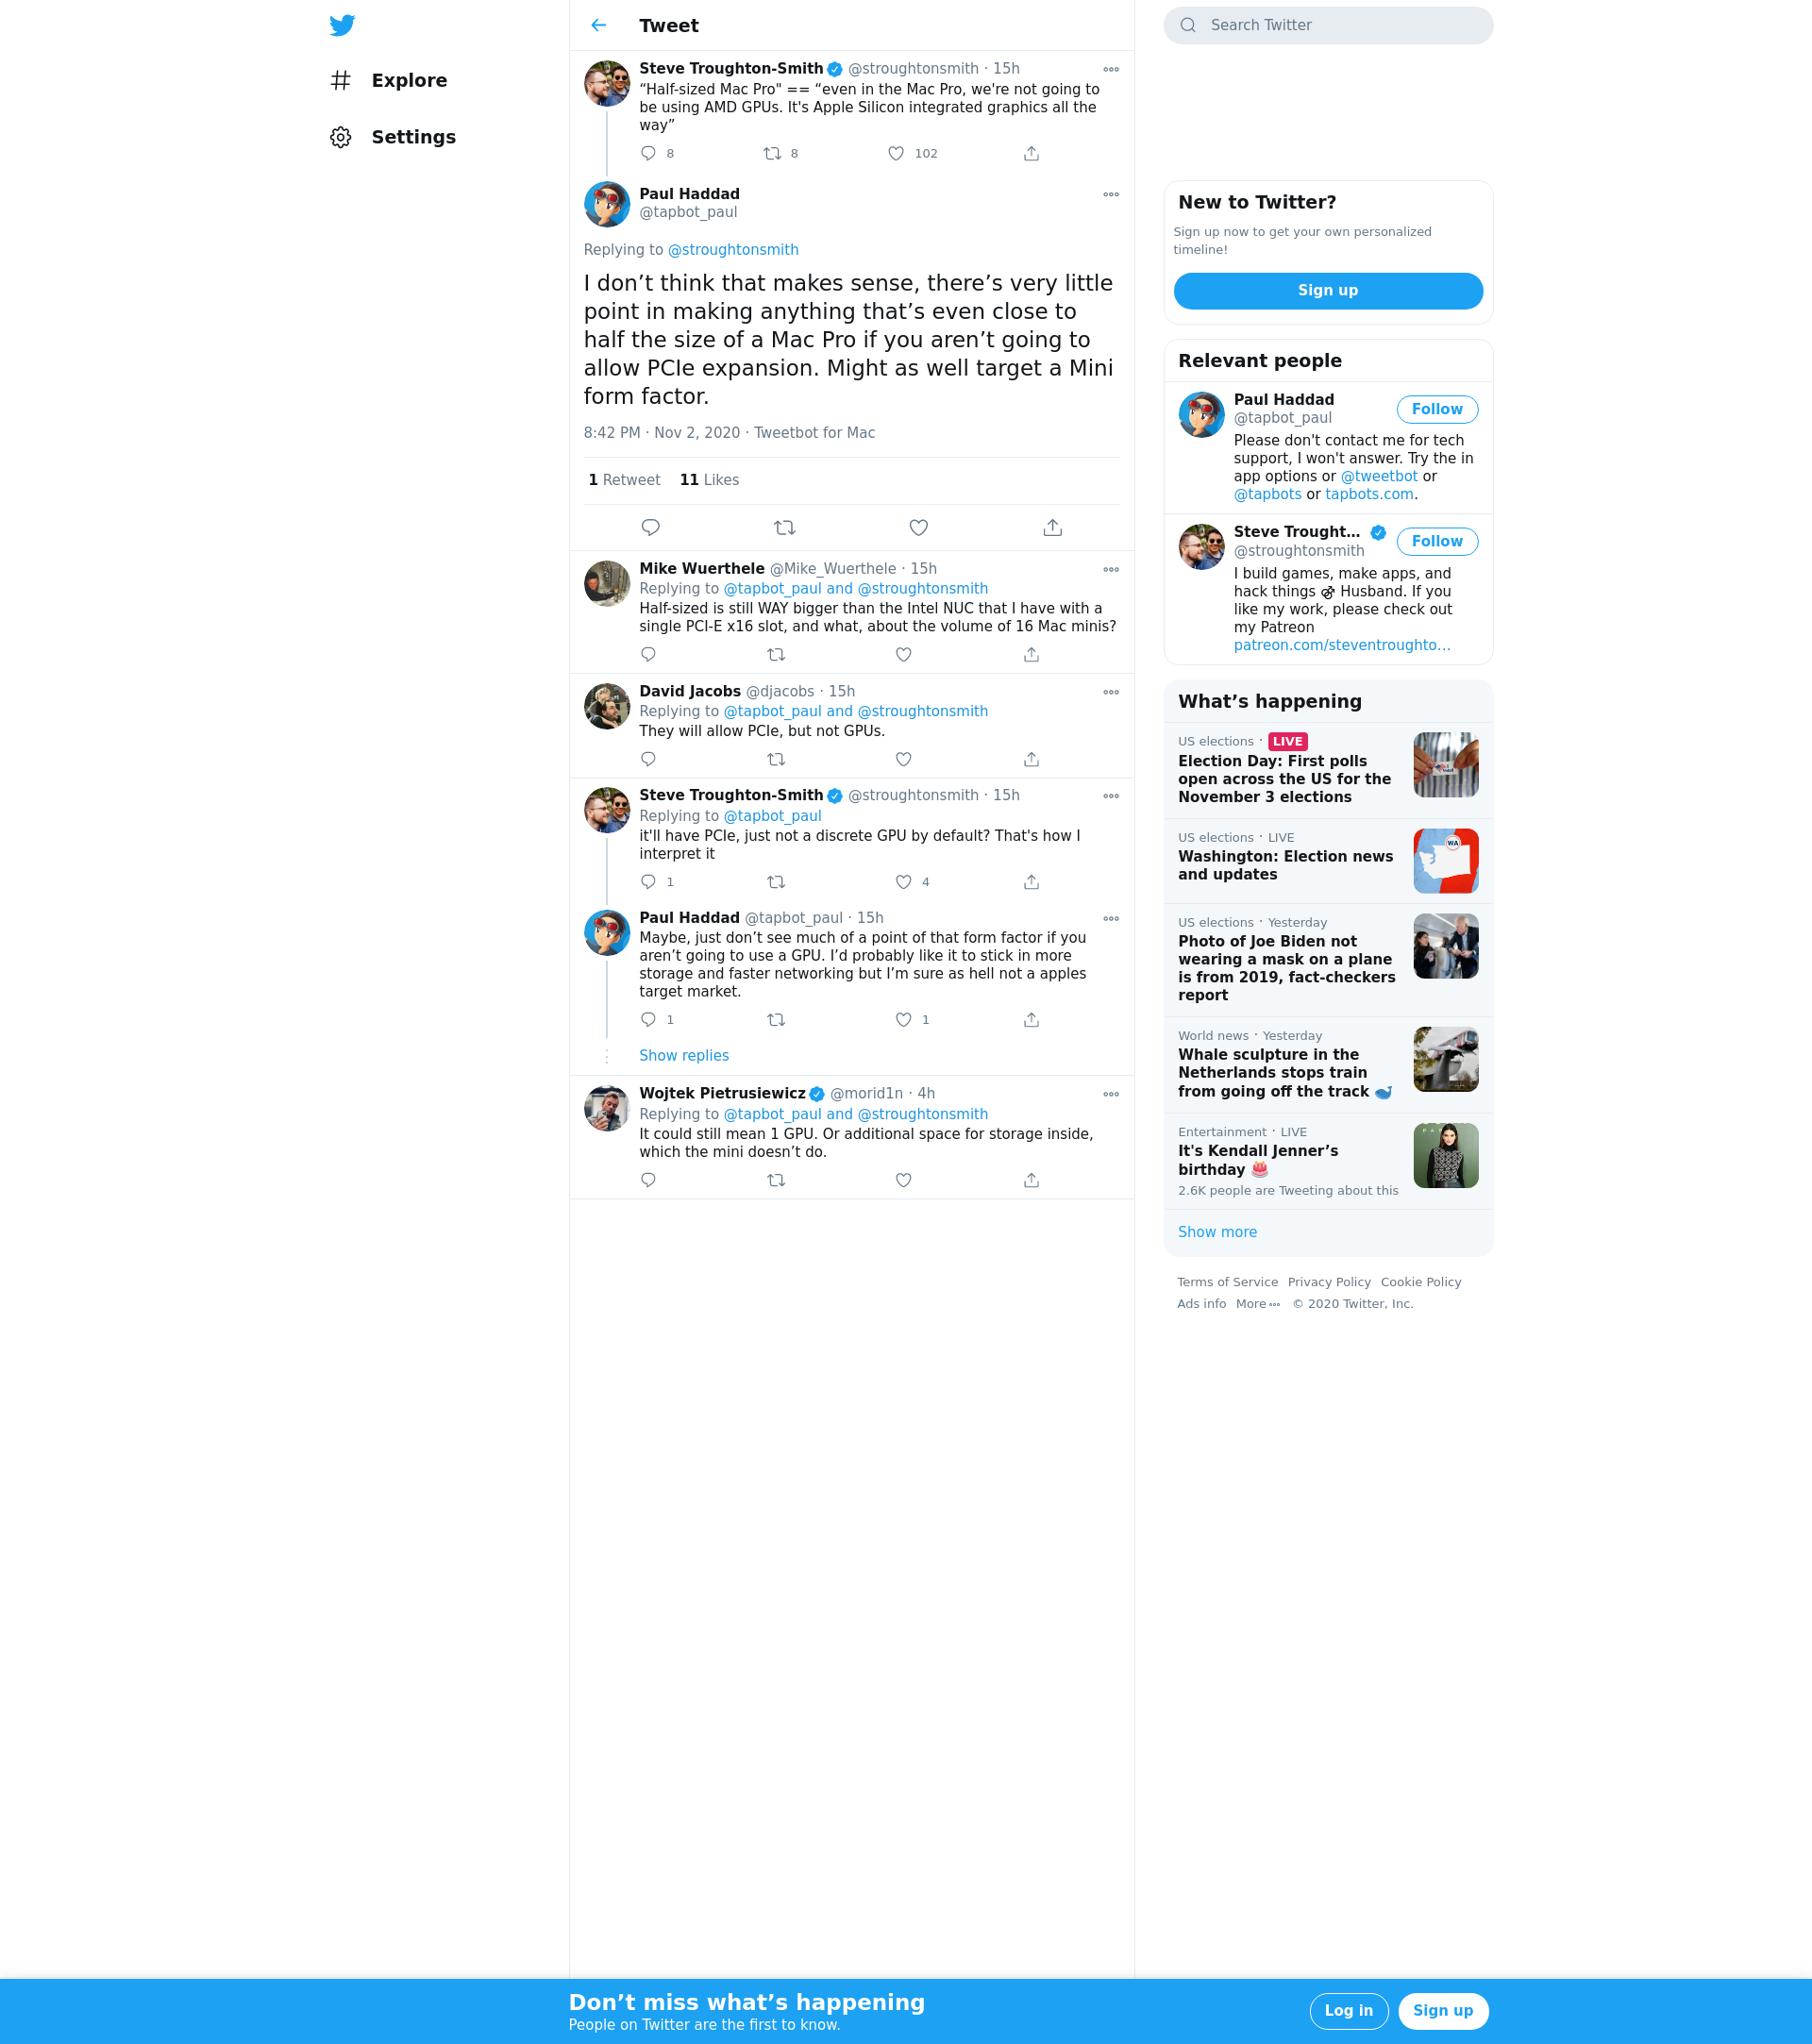 Explore
Settings
Tweet
Steve Troughton-Smith @stroughtonsmith · 15h
“Half-sized Mac Pro" == “even in the Mac Pro, we're not going to
be using AMD GPUs. It's Apple Silicon integrated graphics all the
way”
8 8 102
Paul Haddad
@tapbot_paul
Replying to @stroughtonsmith
I don’t think that makes sense, there’s very little
point in making anything that’s even close to
half the size of a Mac Pro if you aren’t going to
allow PCIe expansion. Might as well target a Mini
form factor.
8:42 PM · Nov 2, 2020 · Tweetbot for Mac
1 Retweet 11 Likes
Mike Wuerthele @Mike_Wuerthele · 15h
Replying to @tapbot_paul and @stroughtonsmith
Half-sized is still WAY bigger than the Intel NUC that I have with a
single PCI-E x16 slot, and what, about the volume of 16 Mac minis?
David Jacobs @djacobs · 15h
Replying to @tapbot_paul and @stroughtonsmith
They will allow PCIe, but not GPUs.
Steve Troughton-Smith @stroughtonsmith · 15h
Replying to @tapbot_paul
it'll have PCIe, just not a discrete GPU by default? That's how I
interpret it
1 4
Paul Haddad @tapbot_paul · 15h
Maybe, just don’t see much of a point of that form factor if you
aren’t going to use a GPU. I’d probably like it to stick in more
storage and faster networking but I’m sure as hell not a apples
target market.
1 1
Show replies
Wojtek Pietrusiewicz @morid1n · 4h
Replying to @tapbot_paul and @stroughtonsmith
It could still mean 1 GPU. Or additional space for storage inside,
which the mini doesn’t do.
Search Twitter
New to Twitter?
Sign up now to get your own personalized
timeline!
Sign up
Relevant people
Paul Haddad
@tapbot_paul
Follow
Please don't contact me for tech
support, I won't answer. Try the in
app options or @tweetbot or
@tapbots or tapbots.com.
Steve Trought…
@stroughtonsmith
Follow
I build games, make apps, and
hack things ⚣ Husband. If you
like my work, please check out
my Patreon
patreon.com/steventroughto…
What’s happening
US elections · LIVE
Election Day: First polls
open across the US for the
November 3 elections
US elections · LIVE
Washington: Election news
and updates
WA
US elections · Yesterday
Photo of Joe Biden not
wearing a mask on a plane
is from 2019, fact-checkers
report
World news · Yesterday
Whale sculpture in the
Netherlands stops train
from going off the track 🐋
Entertainment · LIVE
It's Kendall Jenner’s
birthday 🎂
2.6K people are Tweeting about this
Show more
Terms of Service Privacy Policy Cookie Policy
Ads info More © 2020 Twitter, Inc.
Don’t miss what’s happening
People on Twitter are the first to know.
Log in
Sign up